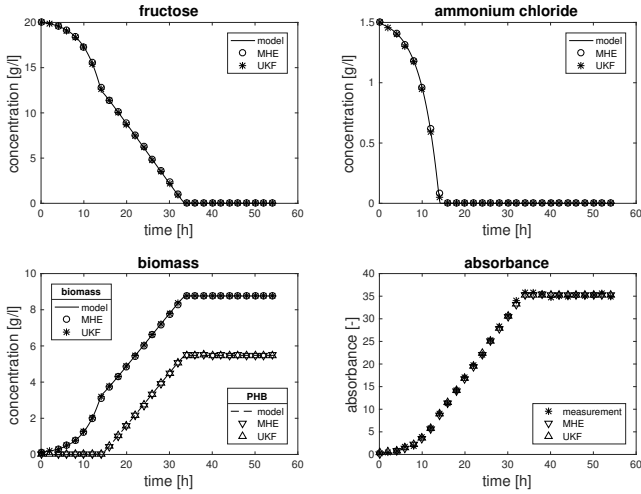 fructose
concentration [g/l]
20
15
10
5
0
0 10 20 30 40 50 60
time [h]
model
MHE
UKF
ammonium chloride
concentration [g/l]
1.5
1
0.5
0
0 10 20 30 40 50 60
time [h]
model
MHE
UKF
biomass
concentration [g/l]
10
8
6
4
2
0
0 10 20 30 40 50 60
time [h]
biomass
model
MHE
UKF
PHB
model
MHE
UKF
absorbance
absorbance [-]
40
35
30
25
20
15
10
5
0
0 10 20 30 40 50 60
time [h]
measurement
MHE
UKF